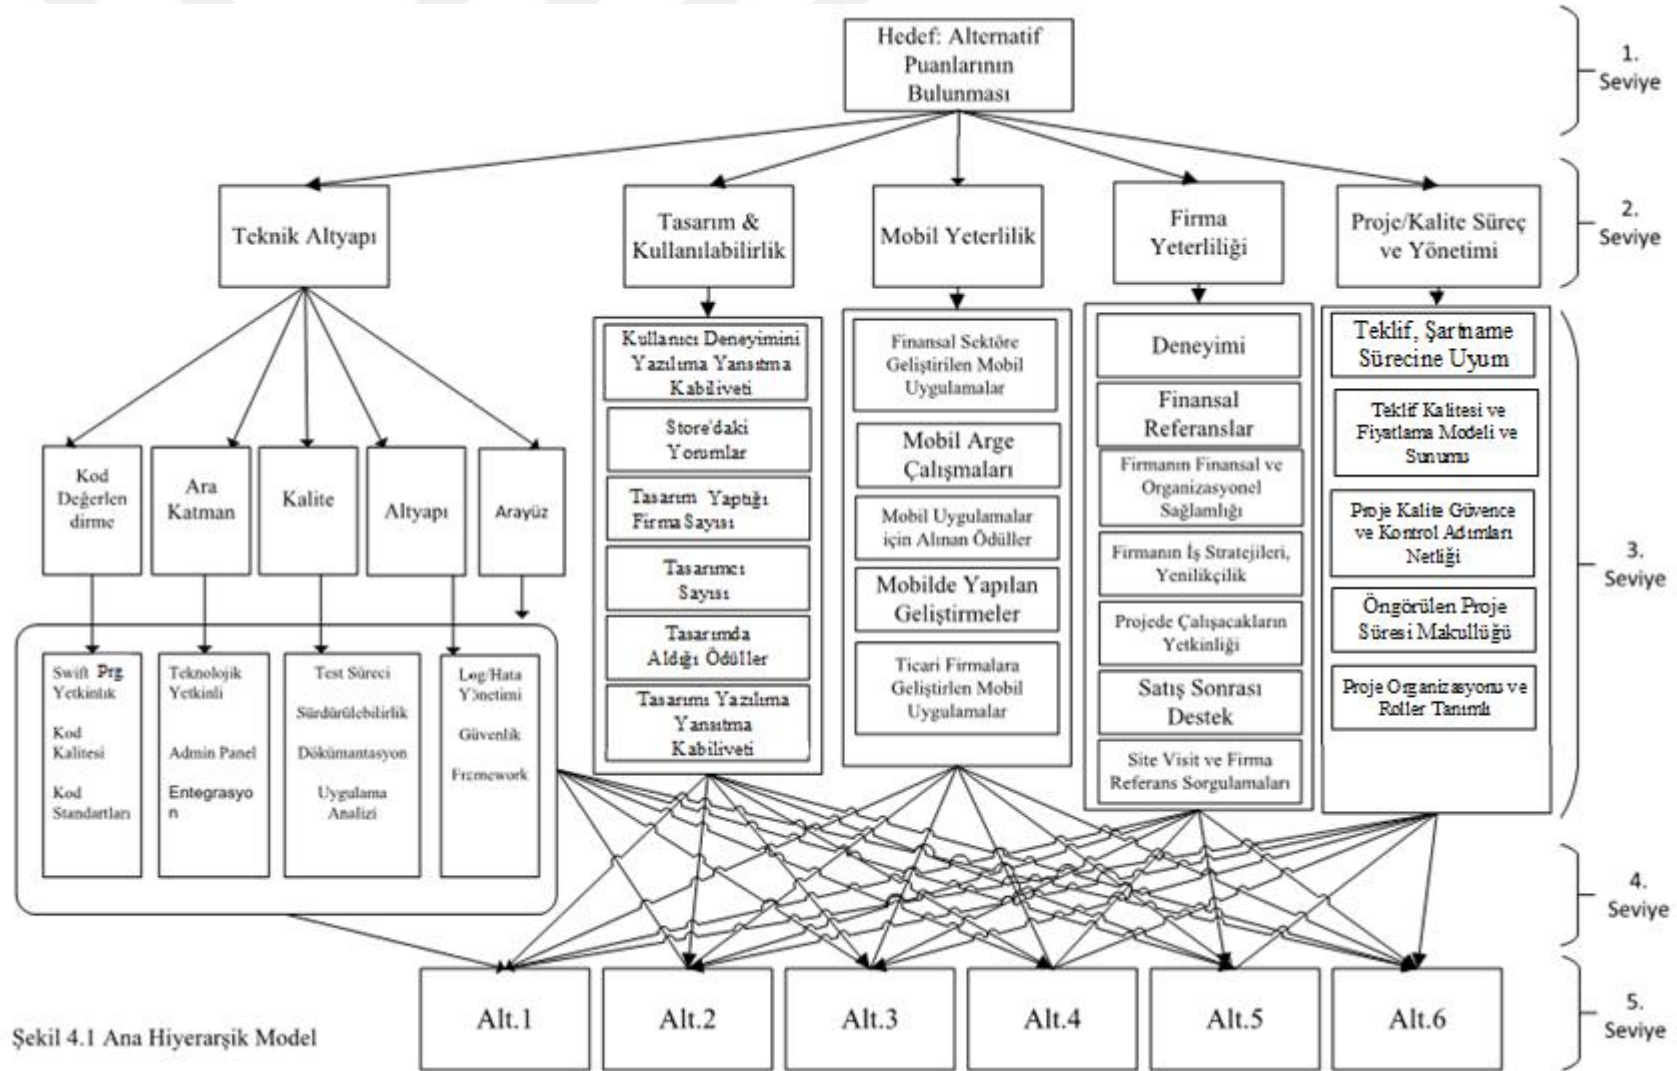 Hedef: Alternatif
Puanlarının
Bulunması
1.
Seviye
Teknik Altyapı
Tasarım &
Kullanılabilirlik
Mobil Yeterlilik
Firma
Yeterliliği
Proje/Kalite Süreç
ve Yönetimi
2.
Seviye
Kod
Değerlen
dirme
Ara
Katman
Kalite
Altyapı
Arayüz
Swift Prg
Yetkinlik
Kod
Kalitesi
Kod
Standartları
Teknolojik
Yetkinli
Admin Panel
Entegrasyo
n
Test Süreci
Sürdürülebilirlik
Dökümantasyon
Uygulama
Analizi
Log/Hata
Yönetimi
Güvenlik
Framework
Kullanıcı Deneyimini
Yazılıma Yansıtma
Kabiliveti
Store'daki
Yorumlar
Tasarım Yaptığı
Firma Sayısı
Tasarımcı
Sayısı
Tasarımda
Aldığı Ödüller
Tasarımı Yazılıma
Yansıtma
Kabiliveti
Finansal Sektöre
Geliştirilen Mobil
Uygulamalar
Mobil Arge
Çalışmaları
Mobil Uygulamalar
için Alınan Ödüller
Mobilde Yapılan
Geliştirmeler
Ticari Firmalara
Geliştirlen Mobil
Uygulamalar
Deneyimi
Finansal
Referanslar
Firmanın Finansal ve
Organizasyonel
Sağlamlığı
Firmanın İş Stratejileri,
Yenilikçilik
Projede Çalışacakların
Yetkinliği
Satış Sonrası
Destek
Site Visit ve Firma
Referans Sorgulamaları
Teklif, Şartname
Sürecine Uyum
Teklif Kalitesi ve
Fiyatlama Modeli ve
Sunumu
Proje Kalite Güvence
ve Kontrol Adımları
Netliği
Öngörülen Proje
Süresi Makullüğü
Proje Organizasyonu ve
Roller Tanımlı
3.
Seviye
4.
Seviye
Alt.1
Alt.2
Alt.3
Alt.4
Alt.5
Alt.6
5.
Seviye
Şekil 4.1 Ana Hiyerarşik Model